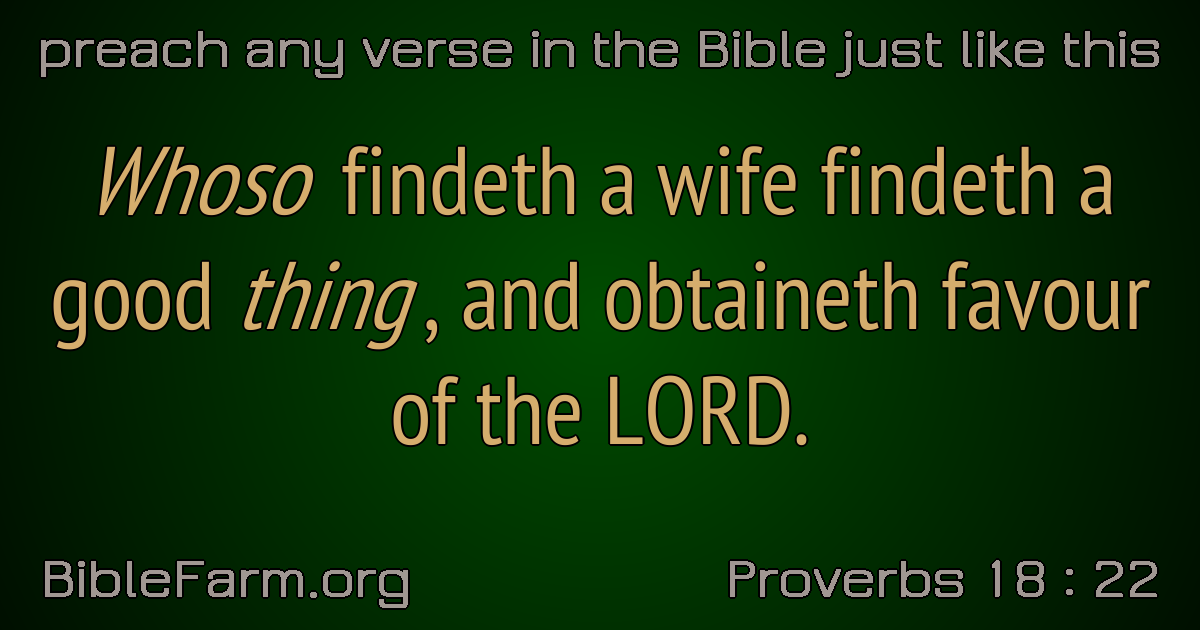 preach any verse in the Bible just like this
Whoso findeth a wife findeth a
good thing, and obtaineth favour
of the LORD.
BibleFarm.org
Proverbs 18 : 22